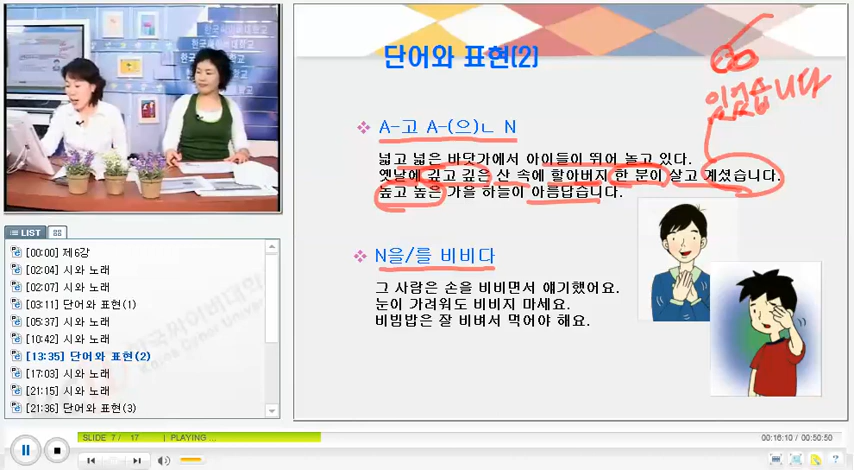 한국싸이버대학교
단어와 표현(2)
있었습니다
❖ A-고 A-(으)ㄴ N
넓고 넓은 바닷가에서 아이들이 뛰어 놀고 있다.
옛날에 깊고 깊은 산 속에 할아버지 한 분이 살고 계셨습니다.
높고 높은 가을 하늘이 아름답습니다.
❖ N을/를 비비다
그 사람은 손을 비비면서 얘기했어요.
눈이 가려워도 비비지 마세요.
비빔밥은 잘 비벼서 먹어야 해요.
LIST
[00:00] 제6강
[02:04] 시와 노래
[02:07] 시와 노래
[03:11] 단어와 표현(1)
[05:37] 시와 노래
[10:42] 시와 노래
[13:35] 단어와 표현(2)
[17:03] 시와 노래
[21:15] 시와 노래
[21:36] 단어와 표현(3)
SLIDE 7 / 17 | PLAYING ...
00:16:10 / 00:50:50